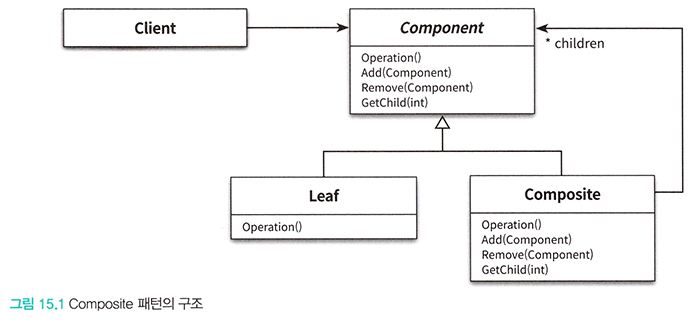 Client
Component
Operation()
Add(Component)
Remove(Component)
GetChild(int)
* children
Leaf
Operation()
Composite
Operation()
Add(Component)
Remove(Component)
GetChild(int)
그림 15.1 Composite 패턴의 구조